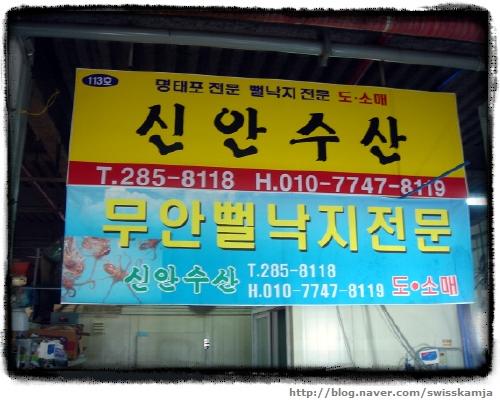 113호
명태포 전문 뻘낙지 전문 도·소매
신안수산
T.285-8118 H.010-7747-8119
무안뻘낙지전문
신안수산 T.285-8118
H.010-7747-8119 도•소매
http://blog.naver.com/swisskamja